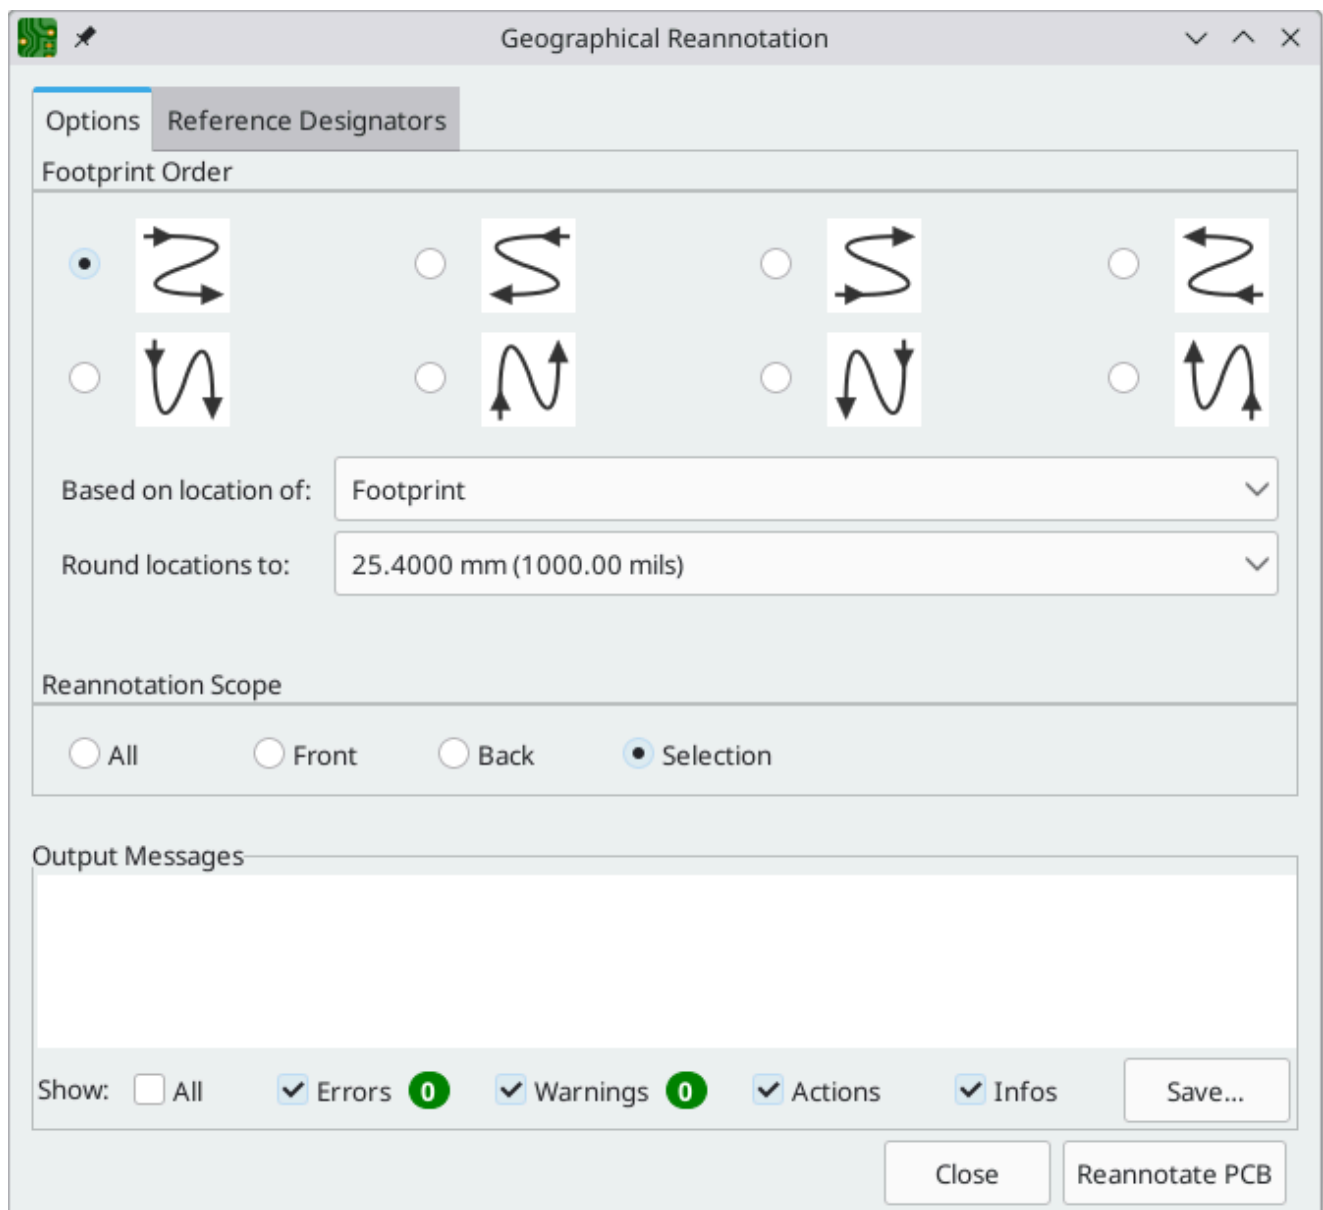 Geographical Reannotation
Options
Reference Designators
Footprint Order
Based on location of:
Footprint
Round locations to:
25.4000 mm (1000.00 mils)
Reannotation Scope
All
Front
Back
Selection
Output Messages
Show:
All
Errors
0
Warnings
0
Actions
Infos
Save...
Close
Reannotate PCB